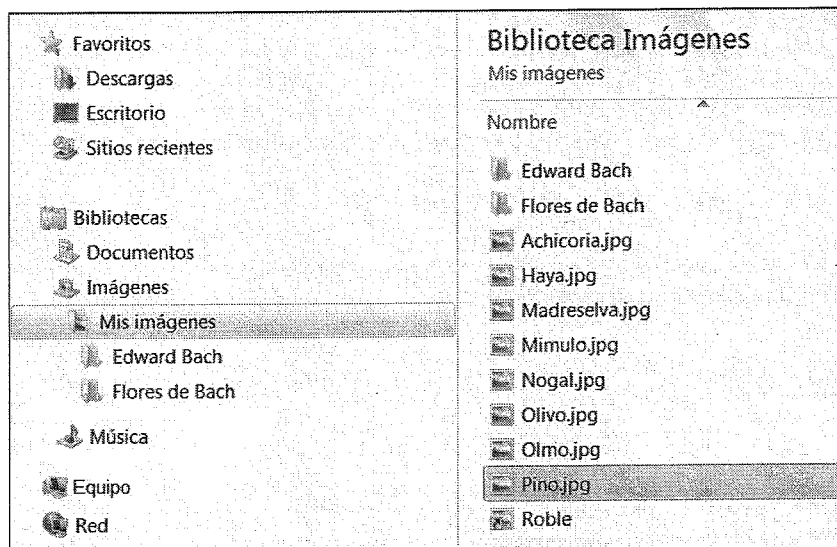 Favoritos
Descargas
Escritorio
Sitios recientes
Bibliotecas
Documentos
Imágenes
Mis imágenes
Edward Bach
Flores de Bach
Música
Equipo
Red
Biblioteca Imágenes
Mis imágenes
Nombre
Edward Bach
Flores de Bach
Achicoria.jpg
Haya.jpg
Madreselva.jpg
Mimulo.jpg
Nogal.jpg
Olivo.jpg
Olmo.jpg
Pino.jpg
Roble